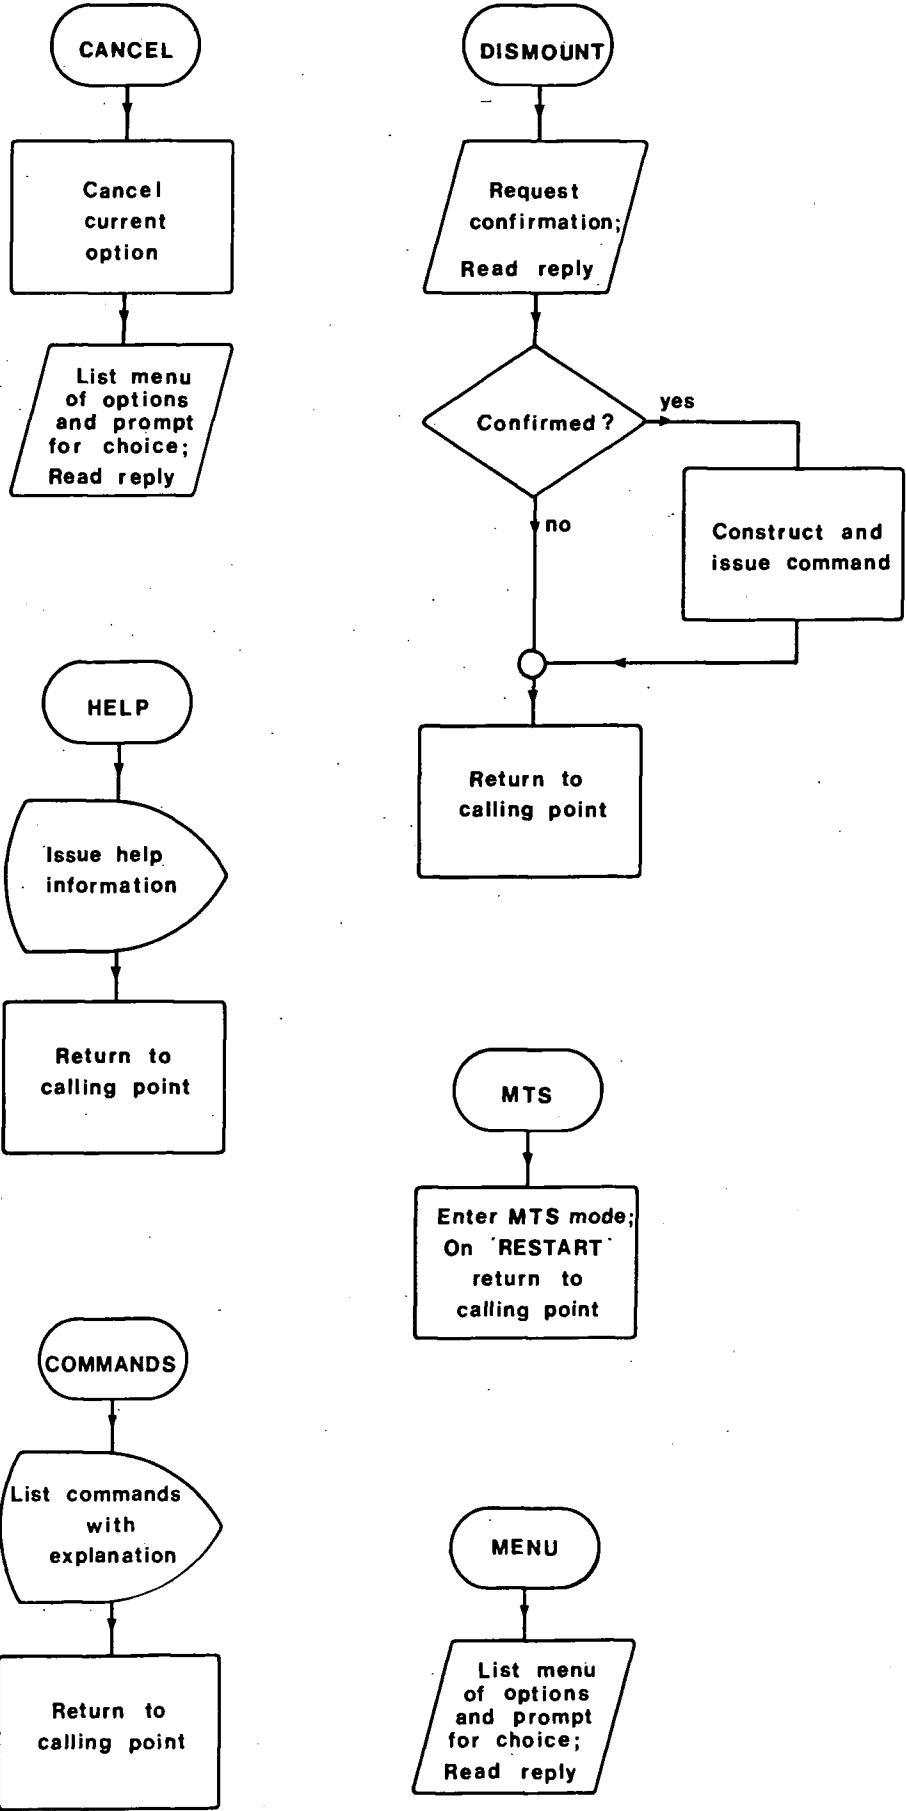 CANCEL
Cancel
current
option
List menu
of options
and prompt
for choice;
Read reply
DISMOUNT
Request
confirmation;
Read reply
Confirmed?
yes
no
Construct and
issue command
Return to
calling point
HELP
Issue help
information
Return to
calling point
MTS
Enter MTS mode;
On 'RESTART'
return to
calling point
COMMANDS
List commands
with
explanation
Return to
calling point
MENU
List menu
of options
and prompt
for choice;
Read reply